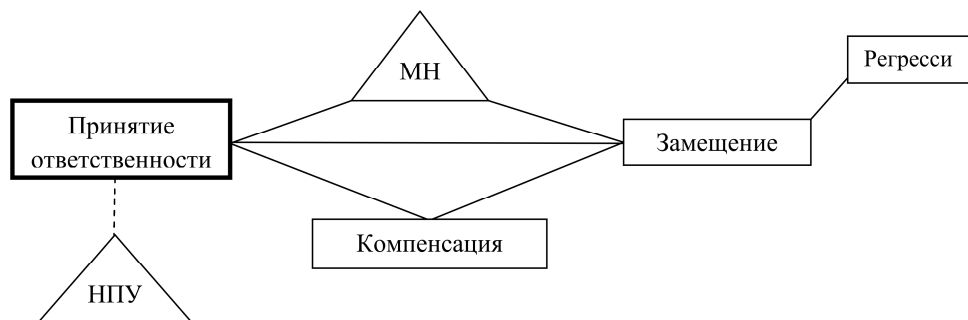 МН
Регресси
Принятие
ответственности
Замещение
Компенсация
НПУ